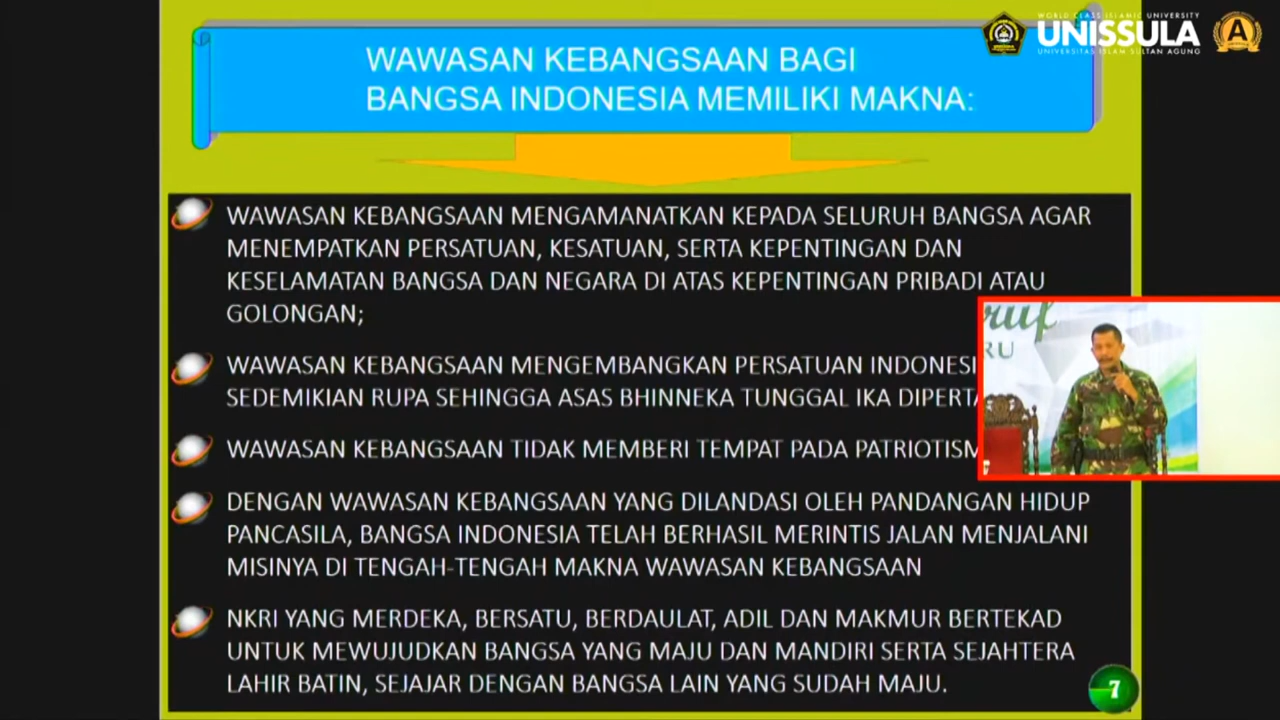 WORLD CLASS ISLAMIC UNIVERSITY
UNISSULA
UNIVERSITAS ISLAM SULTAN AGUNG
A
WAWASAN KEBANGSAAN BAGI
BANGSA INDONESIA MEMILIKI MAKNA:
WAWASAN KEBANGSAAN MENGAMANATKAN KEPADA SELURUH BANGSA AGAR
MENEMPATKAN PERSATUAN, KESATUAN, SERTA KEPENTINGAN DAN
KESELAMATAN BANGSA DAN NEGARA DI ATAS KEPENTINGAN PRIBADI ATAU
GOLONGAN;
WAWASAN KEBANGSAAN MENGEMBANGKAN PERSATUAN INDONESI
SEDEMIKIAN RUPA SEHINGGA ASAS BHINNEKA TUNGGAL IKA DIPERTA
WAWASAN KEBANGSAAN TIDAK MEMBERI TEMPAT PADA PATRIOTISM
DENGAN WAWASAN KEBANGSAAN YANG DILANDASI OLEH PANDANGAN HIDUP
PANCASILA, BANGSA INDONESIA TELAH BERHASIL MERINTIS JALAN MENJALANI
MISINYA DI TENGAH-TENGAH MAKNA WAWASAN KEBANGSAAN
NKRI YANG MERDEKA, BERSATU, BERDAULAT, ADIL DAN MAKMUR BERTEKAD
UNTUK MEWUJUDKAN BANGSA YANG MAJU DAN MANDIRI SERTA SEJAHTERA
LAHIR BATIN, SEJAJAR DENGAN BANGSA LAIN YANG SUDAH MAJU.
7
ruf
RU